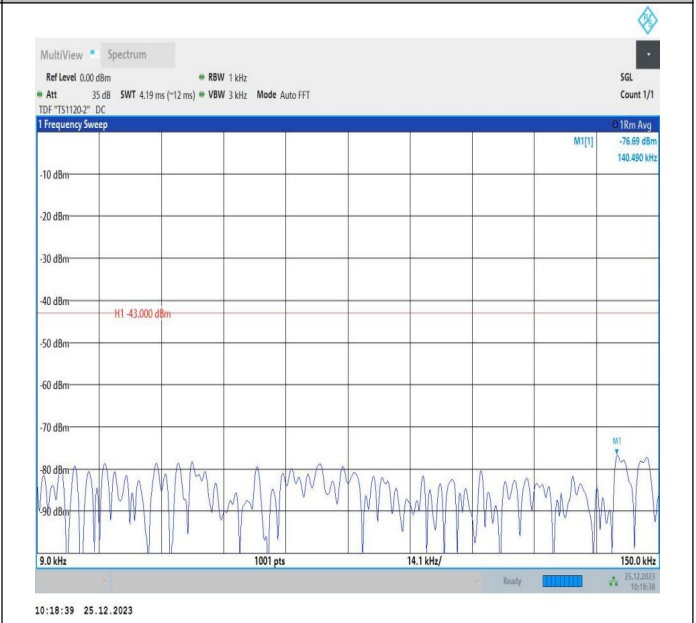 R S
MultiView Spectrum
Ref Level 0.00 dBm RBW 1 kHz SGL
Att 35 dB SWT 4.19 ms (~12 ms) VBW 3 kHz Mode Auto FFT Count 1/1
TDF "TS1120-2" DC
1 Frequency Sweep 1Rm Avg
M1[1] -76.69 dBm
140.490 kHz
-10 dBm
-20 dBm
-30 dBm
-40 dBm
H1 -43.000 dBm
-50 dBm
-60 dBm
-70 dBm
M1
-80 dBm
-90 dBm
9.0 kHz 1001 pts 14.1 kHz/ 150.0 kHz
Ready 25.12.2023
10:18:38
10:18:39 25.12.2023